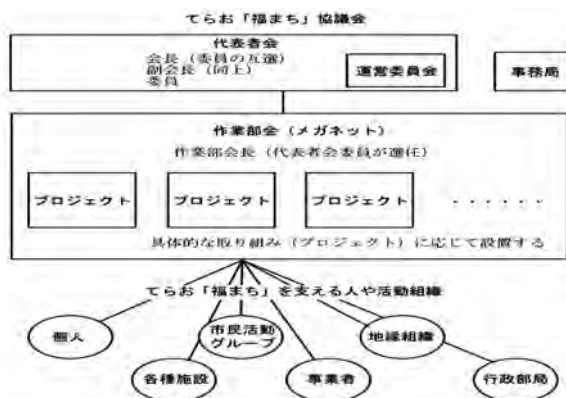 てらお「福まち」協議会
代表者会
会長（委員の互選）
副会長（同上）
委員
運営委員会
事務局
作業部会（メガネット）
作業部会長（代表者会委員が選任）
プロジェクト
プロジェクト
プロジェクト
・・・・・・
具体的な取り組み（プロジェクト）に応じて設置する
てらお「福まち」を支える人や活動組織
個人
市民活動
グループ
地縁組織
各種施設
事業者
行政部局